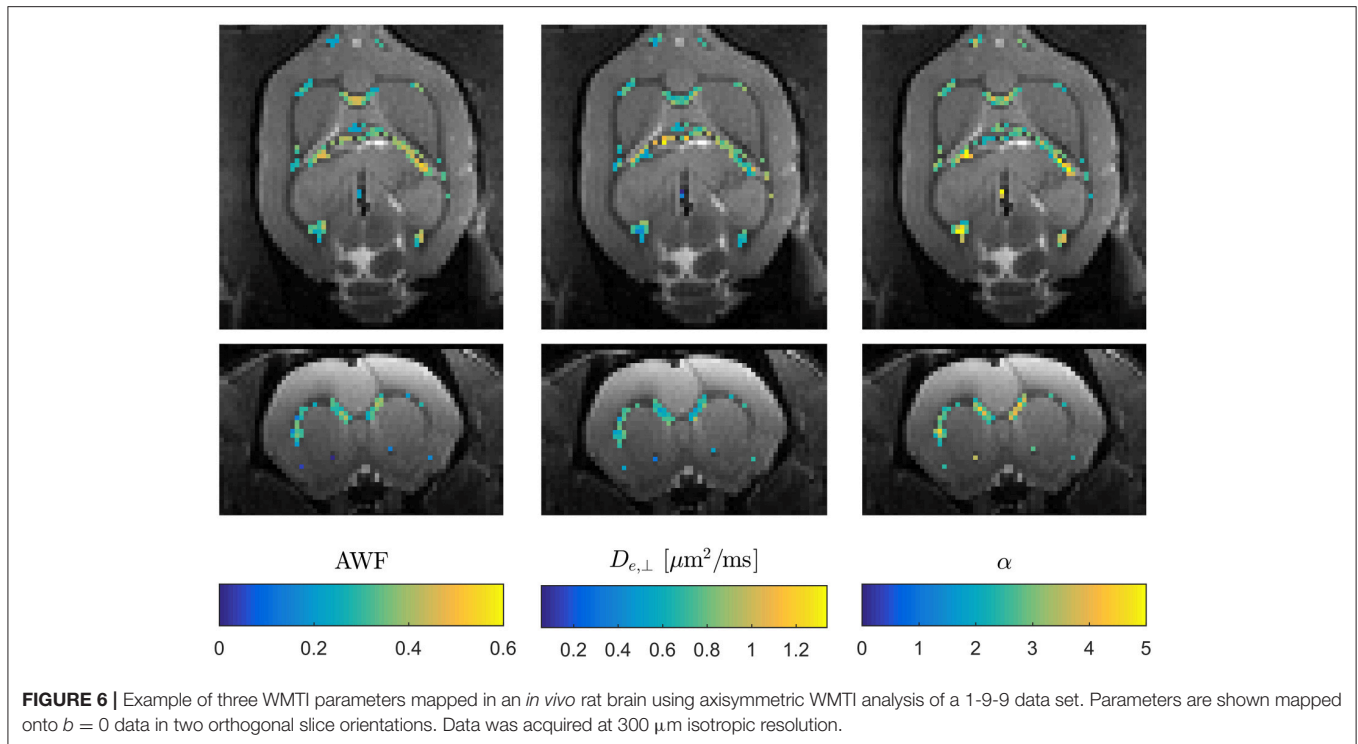 AWF
D_{e,⊥} [μm²/ms]
α
0 0.2 0.4 0.6
0.2 0.4 0.6 0.8 1 1.2
0 1 2 3 4 5
FIGURE 6 | Example of three WMTI parameters mapped in an in vivo rat brain using axisymmetric WMTI analysis of a 1-9-9 data set. Parameters are shown mapped
onto b = 0 data in two orthogonal slice orientations. Data was acquired at 300 μm isotropic resolution.